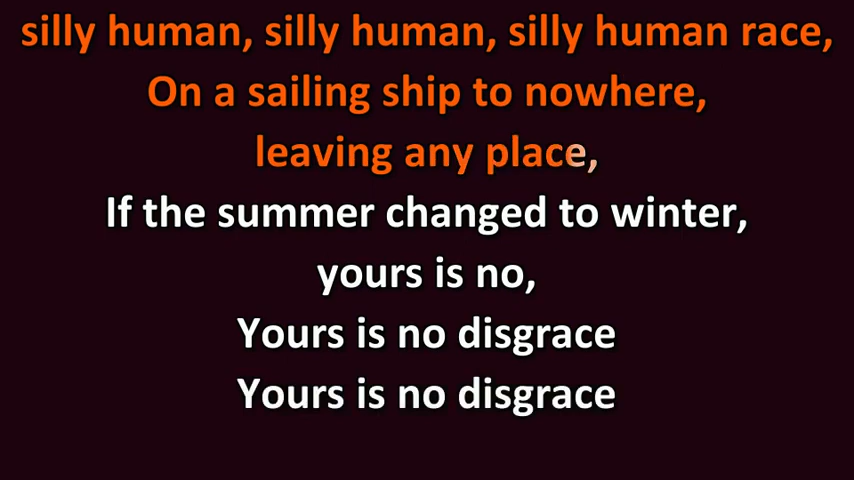 silly human, silly human, silly human race,
On a sailing ship to nowhere,
leaving any place,
If the summer changed to winter,
yours is no,
Yours is no disgrace
Yours is no disgrace